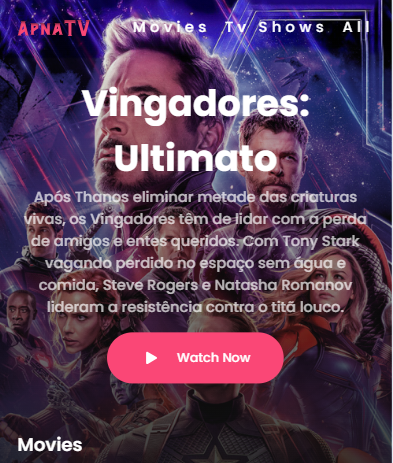 APNATV
Movies Tv Shows All
Vingadores:
Ultimato
Após Thanos eliminar metade das criaturas
vivas, os Vingadores têm de lidar com a perda
de amigos e entes queridos. Com Tony Stark
vagando perdido no espaço sem água e
comida, Steve Rogers e Natasha Romanov
lideram a resistência contra o titã louco.
Watch Now
Movies